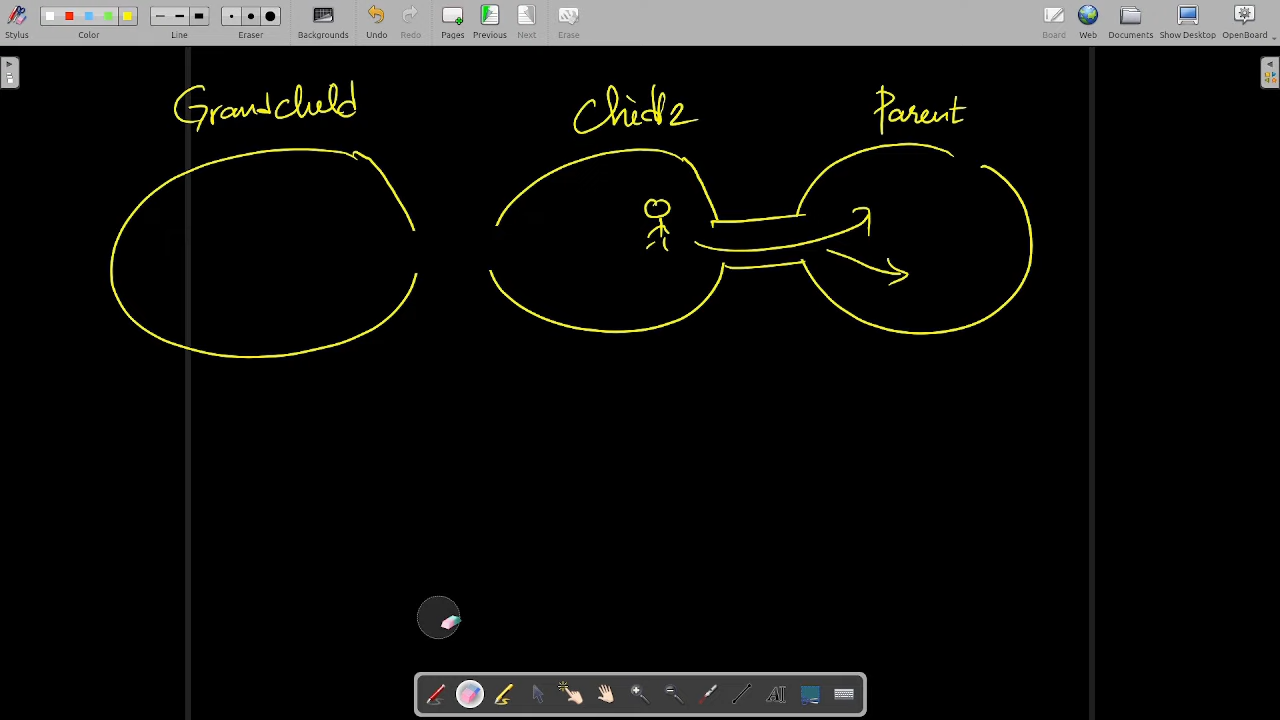 Stylus Color Line Eraser Backgrounds Undo Redo Pages Previous Next Erase Board Web Documents Show Desktop OpenBoard
Grandchild Child2 Parent
AI